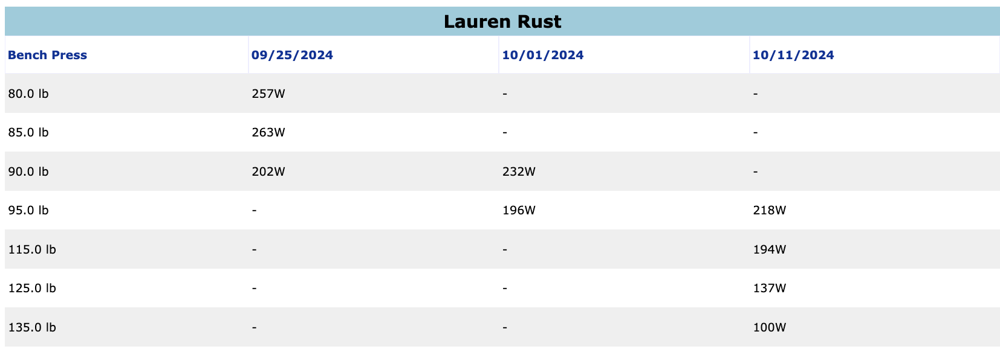 Lauren Rust
Bench Press 09/25/2024 10/01/2024 10/11/2024
80.0 lb 257W - -
85.0 lb 263W - -
90.0 lb 202W 232W -
95.0 lb - 196W 218W
115.0 lb - - 194W
125.0 lb - - 137W
135.0 lb - - 100W